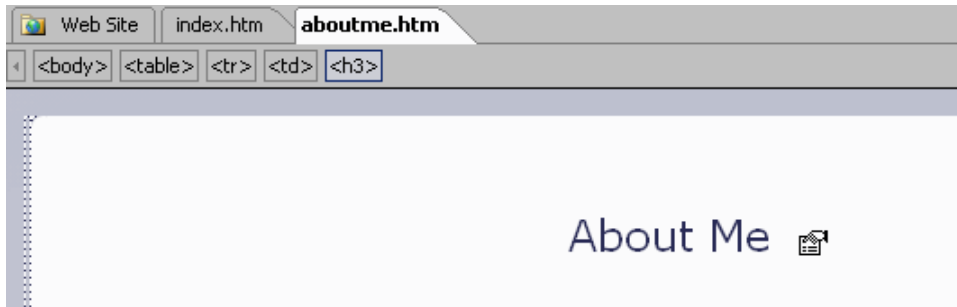 Web Site index.htm aboutme.htm
<body> <table> <tr> <td> <h3>
About Me